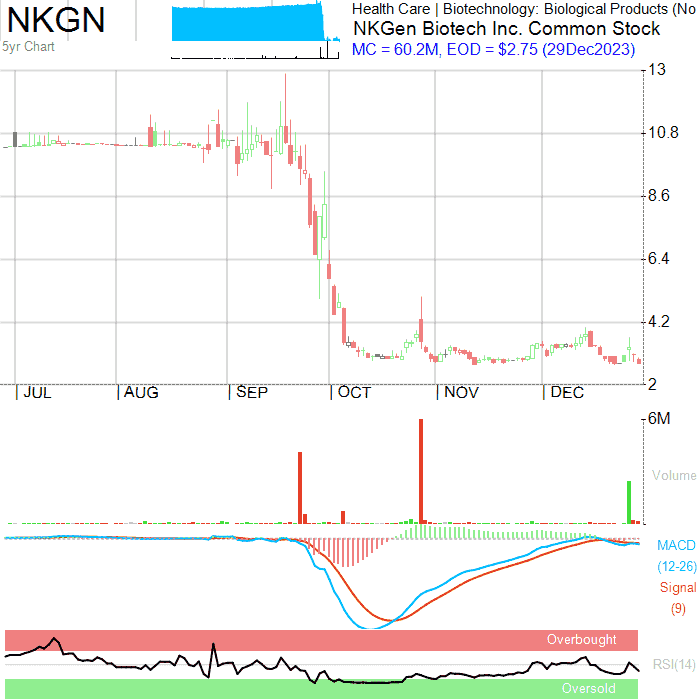 NKGN
5yr Chart
Health Care | Biotechnology: Biological Products (No
NKGen Biotech Inc. Common Stock
MC = 60.2M, EOD = $2.75 (29Dec2023)
13
10.8
8.6
6.4
4.2
2
JUL AUG SEP OCT NOV DEC
6M
Volume
MACD
(12-26)
Signal
(9)
Overbought
RSI(14)
Oversold